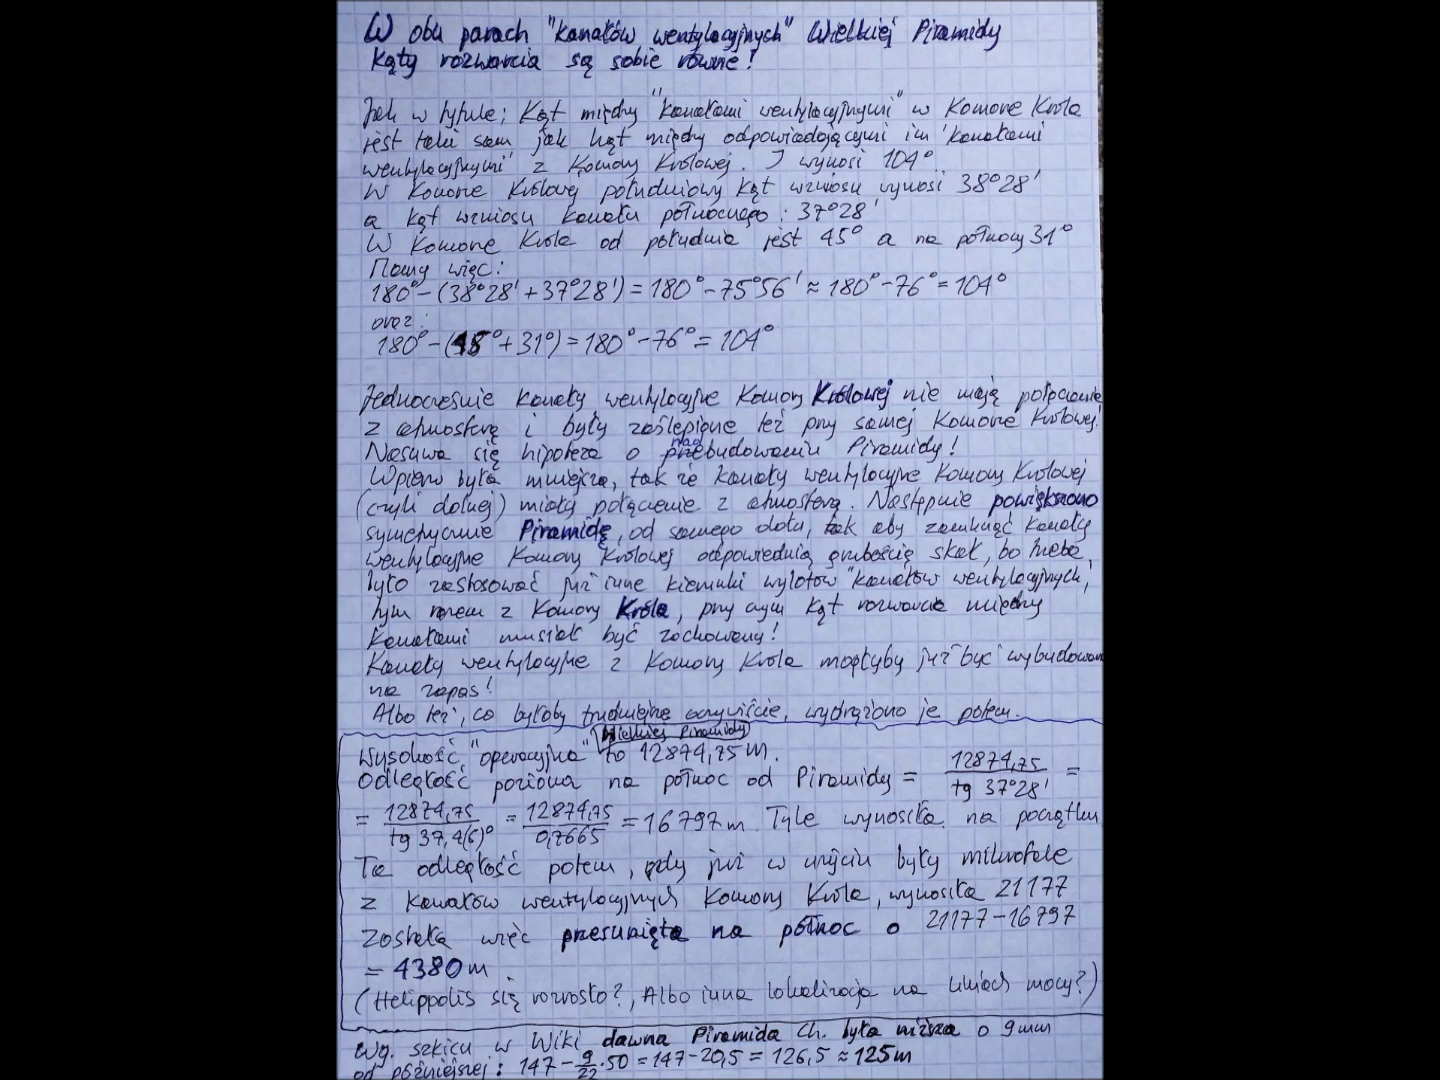 W obu parach "kanałów wentylacyjnych" Wielkiej Piramidy
kąty rozwarcia są sobie równe!
Jak w tytule; Kąt między "kanałami wentylacyjnymi" w Komorze Króla
jest taki sam jak kąt między odpowiadającymi im 'kanałami
wentylacyjnymi' z Komory Królowej. I wynosi 104°
W Komorze Królowej południowy kąt wzniosu wynosi 38°28'
a kąt wzniosu kanału północnego: 37°28'
W Komorze Króla od południa jest 45° a na północy 31°
Mamy więc:
180°-(38°28'+37°28')=180°-75°56'≈180°-76°=104°
oraz:
180°-(45°+31°)=180°-76°=104°
Jednocześnie kanały wentylacyjne Komory Królowej nie mają połączenia
z atmosferą i były zaślepione też przy samej Komorze Królowej!
Nasuwa się hipoteza o nadbudowaniu Piramidy!
Wpierw była mniejsza, tak że kanały wentylacyjne Komory Królowej
(czyli dolnej) miały połączenie z atmosferą. Następnie powiększono
symetrycznie Piramidę, od samego dołu, tak aby zamknąć kanały
wentylacyjne Komory Królowej odpowiednią grubością skał, bo trzeba
było zastosować już inne kierunki wylotów "kanałów wentylacyjnych",
tym razem z Komory Króla, przy czym kąt rozwarcia między
kanałami musiał być zachowany!
Kanały wentylacyjne z Komory Króla mogłyby już być wybudowane
na zapas!
Albo też, co byłoby trudniejsze oczywiście, wydrążono je potem.
Wielkiej Piramidy
Wysokość "operacyjna" to 12874,75 m.
Odległość pozioma na północ od Piramidy = 12874,75 / tg 37°28' =
= 12874,75 / tg 37,4(6)° = 12874,75 / 0,7665 = 16797 m. Tyle wynosiła na początku
Ta odległość potem, gdy już w użyciu były mikrofale
z kanałów wentylacyjnych Komory Króla, wynosiła 21177
Została więc przesunięta na północ o 21177-16797
= 4380 m.
(Helippolis się rozrosło?, Albo inna lokalizacja na liniach mocy?)
Wg. szkicu w Wiki dawna Piramida Ch. była niższa o 9 mm
od późniejszej: 147-9/22·50=147-20,5=126,5≈125m